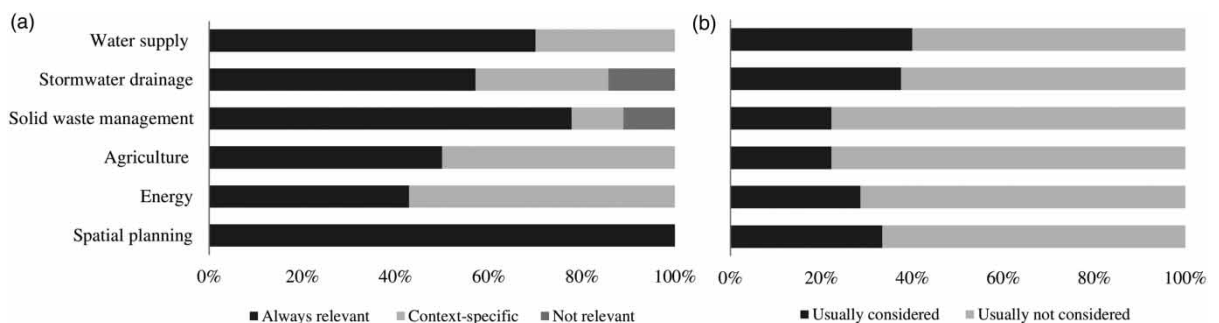 (a)
Water supply
Stormwater drainage
Solid waste management
Agriculture
Energy
Spatial planning
0% 20% 40% 60% 80% 100%
■ Always relevant ■ Context-specific ■ Not relevant
(b)
0% 20% 40% 60% 80% 100%
■ Usually considered ■ Usually not considered